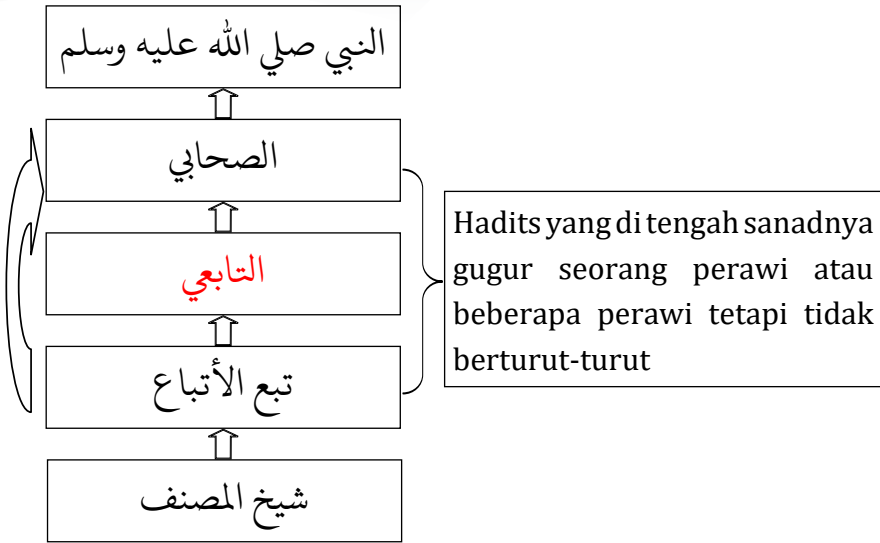 النبي صلي الله عليه وسلم
الصحابي
التابعي
تبع الأتباع
شيخ المصنف
Hadits yang di tengah sanadnya
gugur seorang perawi atau
beberapa perawi tetapi tidak
berturut-turut